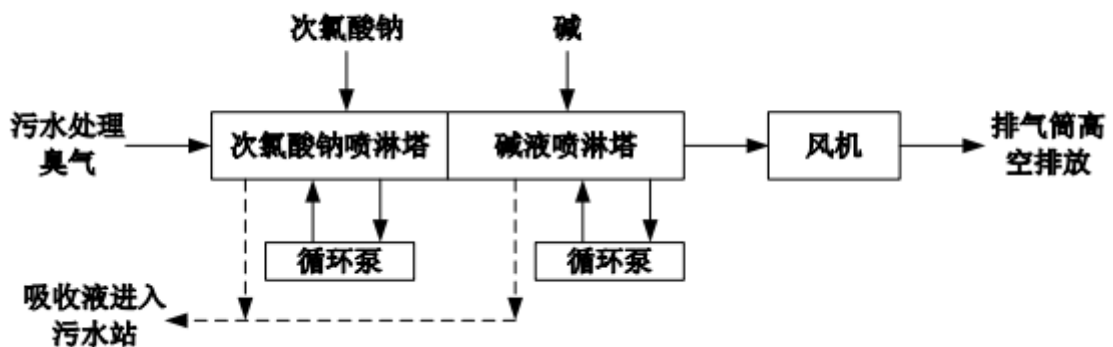 次氯酸钠
碱
污水处理
臭气
次氯酸钠喷淋塔
碱液喷淋塔
风机
排气筒高
空排放
循环泵
循环泵
吸收液进入
污水站